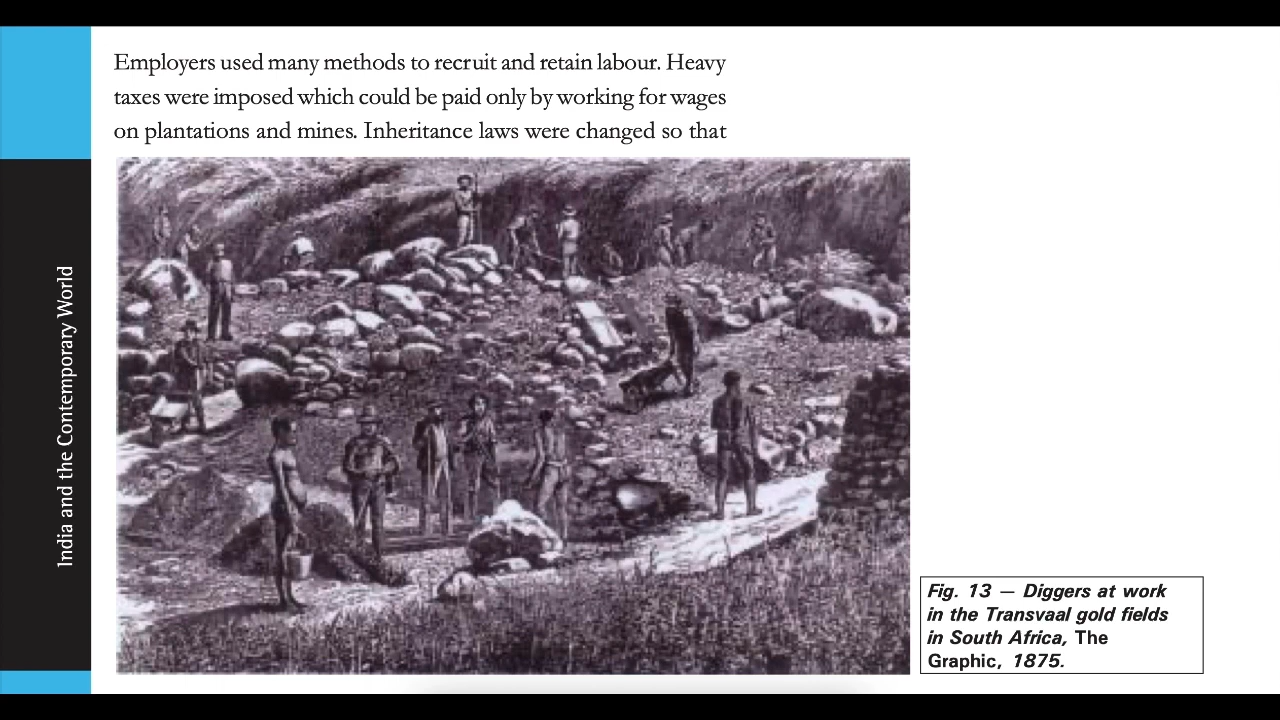 Employers used many methods to recruit and retain labour. Heavy
taxes were imposed which could be paid only by working for wages
on plantations and mines. Inheritance laws were changed so that
India and the Contemporary World
Fig. 13 — Diggers at work
in the Transvaal gold fields
in South Africa, The
Graphic, 1875.